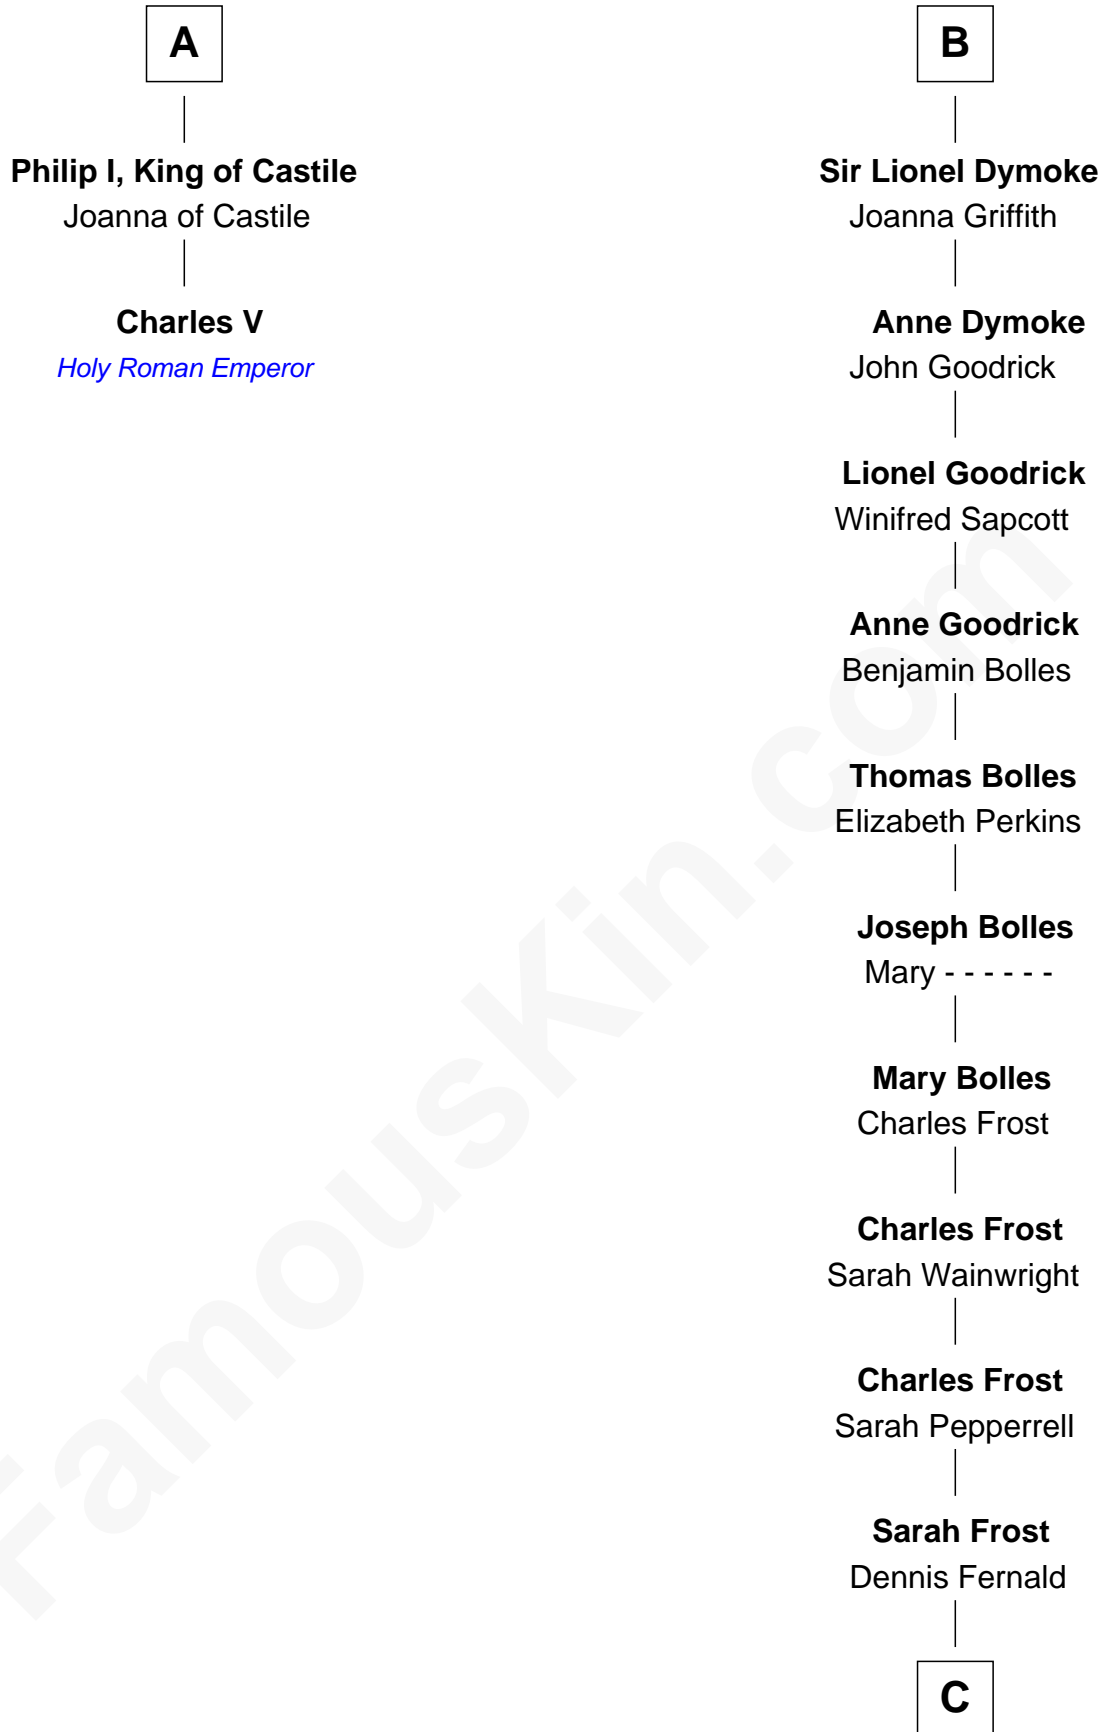 A
Philip I, King of Castile
Joanna of Castile
Charles V
Holy Roman Emperor
B
Sir Lionel Dymoke
Joanna Griffith
Anne Dymoke
John Goodrick
Lionel Goodrick
Winifred Sapcott
Anne Goodrick
Benjamin Bolles
Thomas Bolles
Elizabeth Perkins
Joseph Bolles
Mary - - - - - -
Mary Bolles
Charles Frost
Charles Frost
Sarah Wainwright
Charles Frost
Sarah Pepperrell
Sarah Frost
Dennis Fernald
C
FamousKin.com